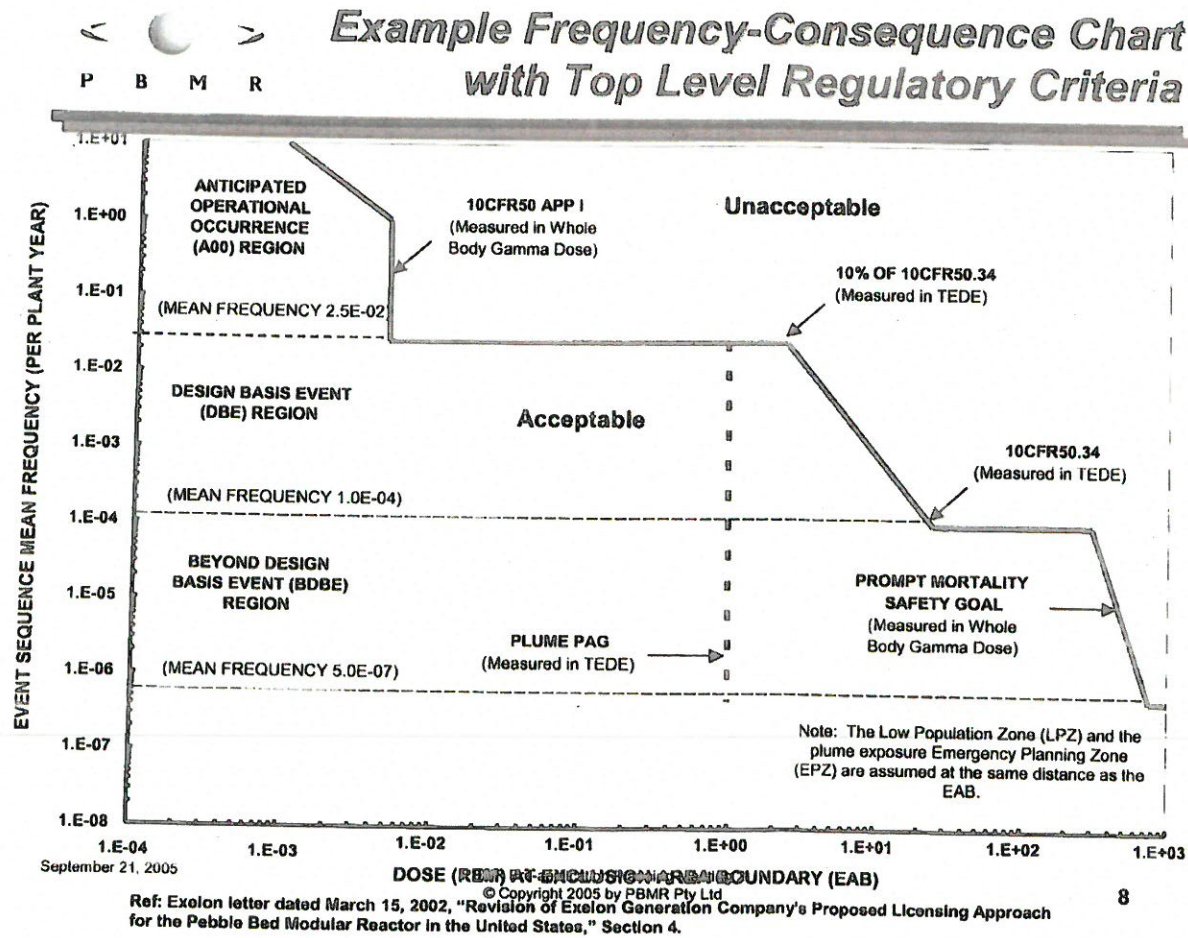 Example Frequency-Consequence Chart
with Top Level Regulatory Criteria
P B M R
EVENT SEQUENCE MEAN FREQUENCY (PER PLANT YEAR)
1.E+01
1.E+00
1.E-01
1.E-02
1.E-03
1.E-04
1.E-05
1.E-06
1.E-07
1.E-08
ANTICIPATED
OPERATIONAL
OCCURRENCE
(A00) REGION
10CFR50 APP I
(Measured in Whole
Body Gamma Dose)
Unacceptable
10% OF 10CFR50.34
(Measured in TEDE)
(MEAN FREQUENCY 2.5E-02)
DESIGN BASIS EVENT
(DBE) REGION
Acceptable
10CFR50.34
(Measured in TEDE)
(MEAN FREQUENCY 1.0E-04)
BEYOND DESIGN
BASIS EVENT (BDBE)
REGION
PROMPT MORTALITY
SAFETY GOAL
(Measured in Whole
Body Gamma Dose)
PLUME PAG
(Measured in TEDE)
(MEAN FREQUENCY 5.0E-07)
Note: The Low Population Zone (LPZ) and the
plume exposure Emergency Planning Zone
(EPZ) are assumed at the same distance as the
EAB.
1.E-04 1.E-03 1.E-02 1.E-01 1.E+00 1.E+01 1.E+02 1.E+03
September 21, 2005
DOSE (REM) AT EXCLUSION AREA BOUNDARY (EAB)
© Copyright 2005 by PBMR Pty Ltd
8
Ref: Exelon letter dated March 15, 2002, "Revision of Exelon Generation Company's Proposed Licensing Approach
for the Pebble Bed Modular Reactor in the United States," Section 4.